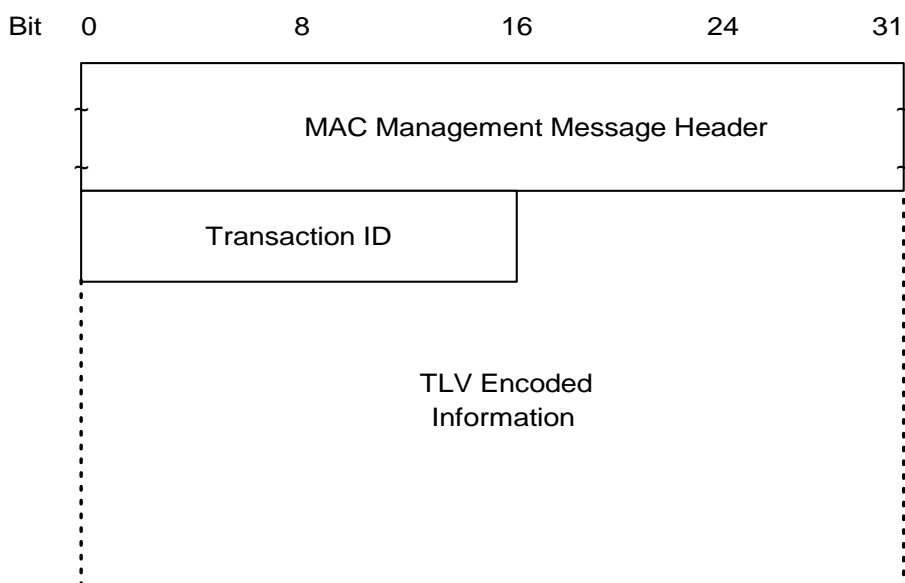 Bit 0 8 16 24 31
MAC Management Message Header
Transaction ID
TLV Encoded
Information